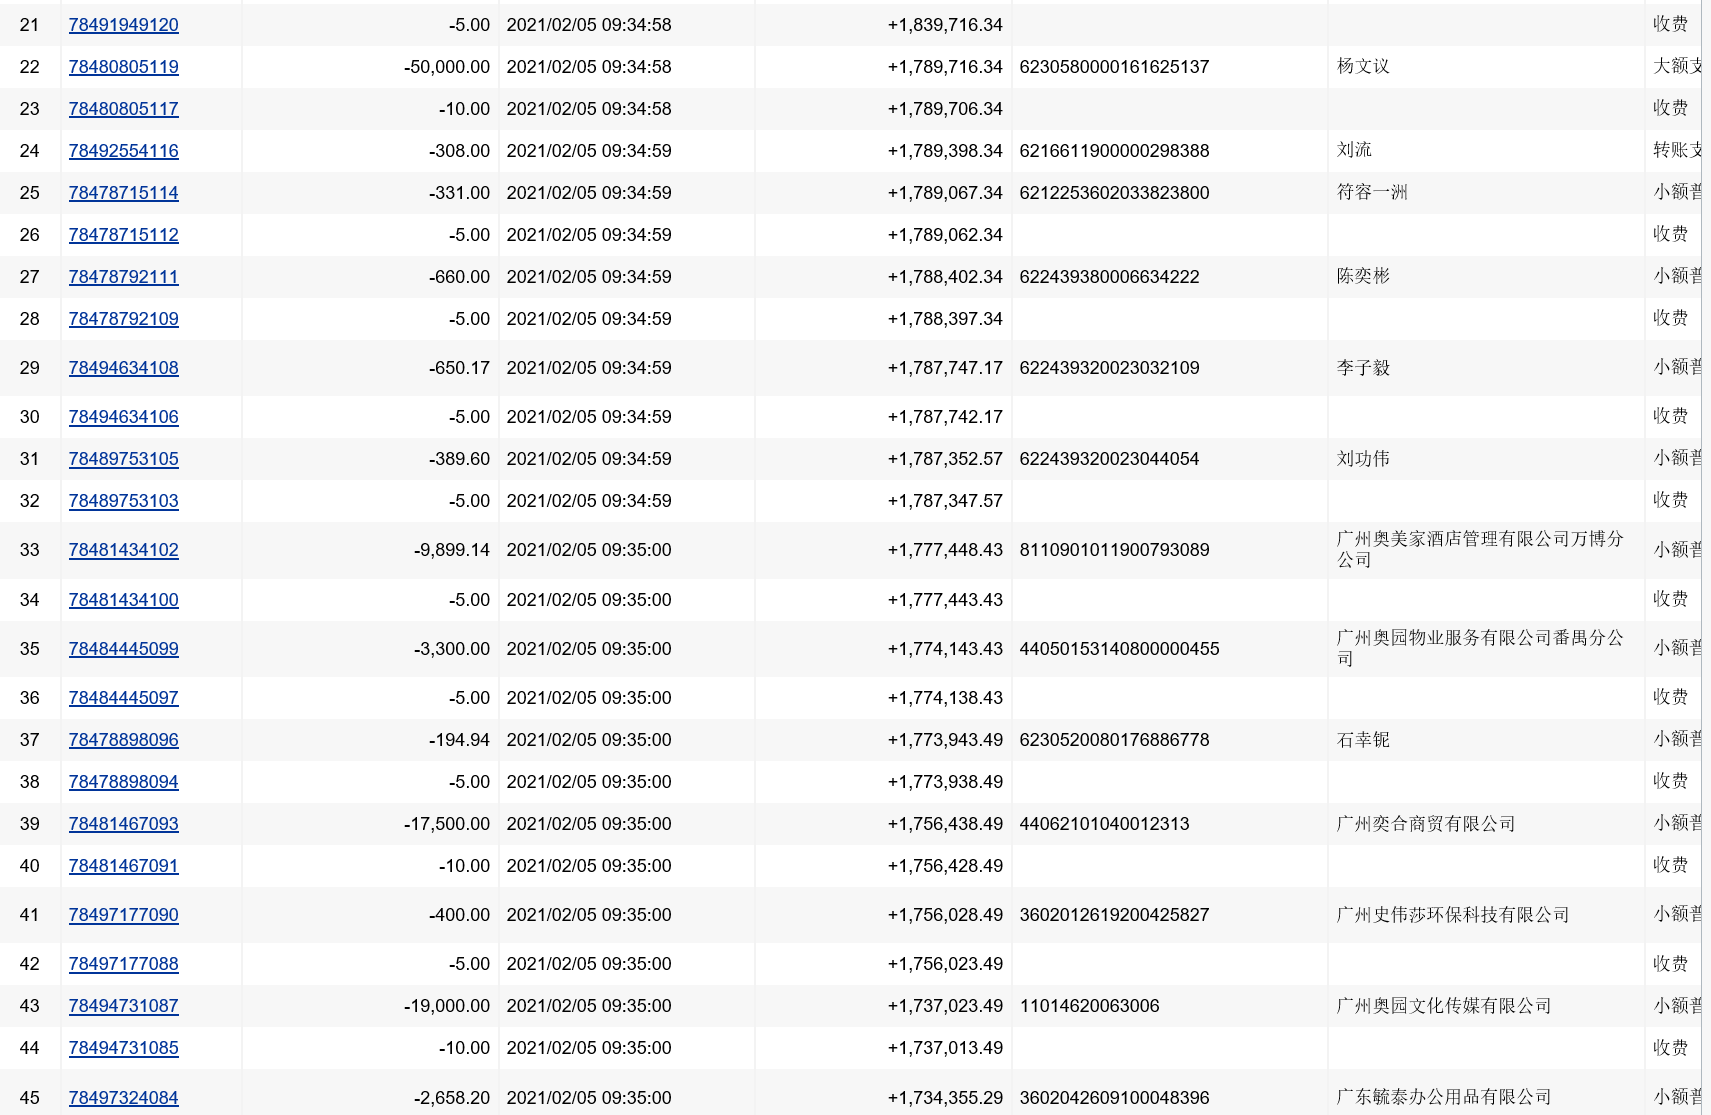 21 78491949120 -5.00 2021/02/05 09:34:58 +1,839,716.34 收费
22 78480805119 -50,000.00 2021/02/05 09:34:58 +1,789,716.34 6230580000161625137 杨文议 大额支
23 78480805117 -10.00 2021/02/05 09:34:58 +1,789,706.34 收费
24 78492554116 -308.00 2021/02/05 09:34:59 +1,789,398.34 6216611900000298388 刘流 转账支
25 78478715114 -331.00 2021/02/05 09:34:59 +1,789,067.34 6212253602033823800 符容一洲 小额普
26 78478715112 -5.00 2021/02/05 09:34:59 +1,789,062.34 收费
27 78478792111 -660.00 2021/02/05 09:34:59 +1,788,402.34 622439380006634222 陈奕彬 小额普
28 78478792109 -5.00 2021/02/05 09:34:59 +1,788,397.34 收费
29 78494634108 -650.17 2021/02/05 09:34:59 +1,787,747.17 622439320023032109 李子毅 小额普
30 78494634106 -5.00 2021/02/05 09:34:59 +1,787,742.17 收费
31 78489753105 -389.60 2021/02/05 09:34:59 +1,787,352.57 622439320023044054 刘功伟 小额普
32 78489753103 -5.00 2021/02/05 09:34:59 +1,787,347.57 收费
33 78481434102 -9,899.14 2021/02/05 09:35:00 +1,777,448.43 8110901011900793089 广州奥美家酒店管理有限公司万博分 小额普
公司
34 78481434100 -5.00 2021/02/05 09:35:00 +1,777,443.43 收费
35 78484445099 -3,300.00 2021/02/05 09:35:00 +1,774,143.43 44050153140800000455 广州奥园物业服务有限公司番禺分公 小额普
司
36 78484445097 -5.00 2021/02/05 09:35:00 +1,774,138.43 收费
37 78478898096 -194.94 2021/02/05 09:35:00 +1,773,943.49 6230520080176886778 石幸铌 小额普
38 78478898094 -5.00 2021/02/05 09:35:00 +1,773,938.49 收费
39 78481467093 -17,500.00 2021/02/05 09:35:00 +1,756,438.49 44062101040012313 广州奕合商贸有限公司 小额普
40 78481467091 -10.00 2021/02/05 09:35:00 +1,756,428.49 收费
41 78497177090 -400.00 2021/02/05 09:35:00 +1,756,028.49 3602012619200425827 广州史伟莎环保科技有限公司 小额普
42 78497177088 -5.00 2021/02/05 09:35:00 +1,756,023.49 收费
43 78494731087 -19,000.00 2021/02/05 09:35:00 +1,737,023.49 11014620063006 广州奥园文化传媒有限公司 小额普
44 78494731085 -10.00 2021/02/05 09:35:00 +1,737,013.49 收费
45 78497324084 -2,658.20 2021/02/05 09:35:00 +1,734,355.29 3602042609100048396 广东毓泰办公用品有限公司 小额普